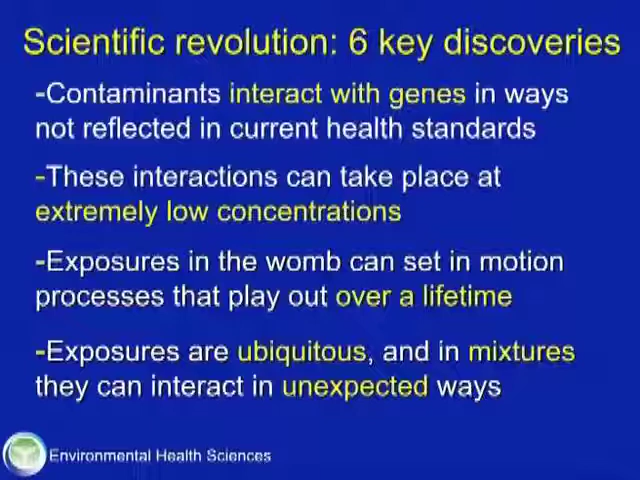 Scientific revolution: 6 key discoveries
-Contaminants interact with genes in ways
not reflected in current health standards
-These interactions can take place at
extremely low concentrations
-Exposures in the womb can set in motion
processes that play out over a lifetime
-Exposures are ubiquitous, and in mixtures
they can interact in unexpected ways
Environmental Health Sciences